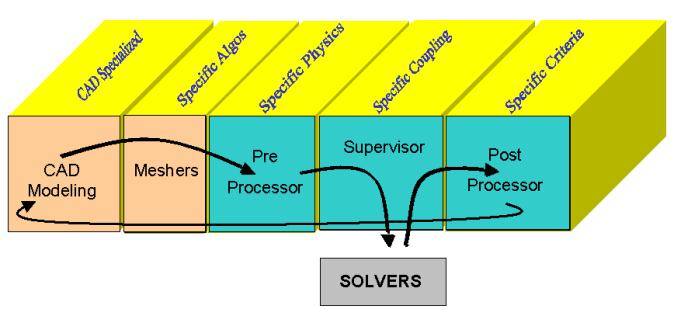 CAD Specialized
Specific Algos
Specific Physics
Specific Coupling
Specific Criteria
CAD
Modeling
Meshers
Pre
Processor
Supervisor
Post
Processor
SOLVERS